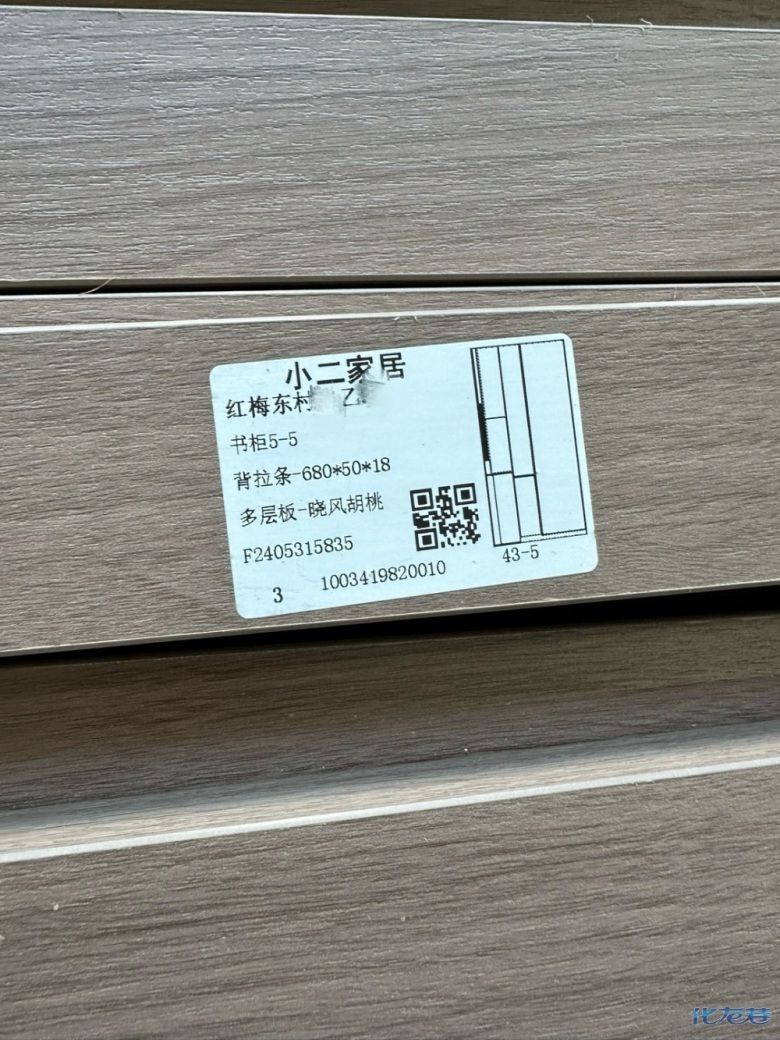 小二家居
红梅东村 乙
书柜5-5
背拉条-680*50*18
多层板-晓风胡桃
F2405315835
3 1003419820010
43-5
化龙巷